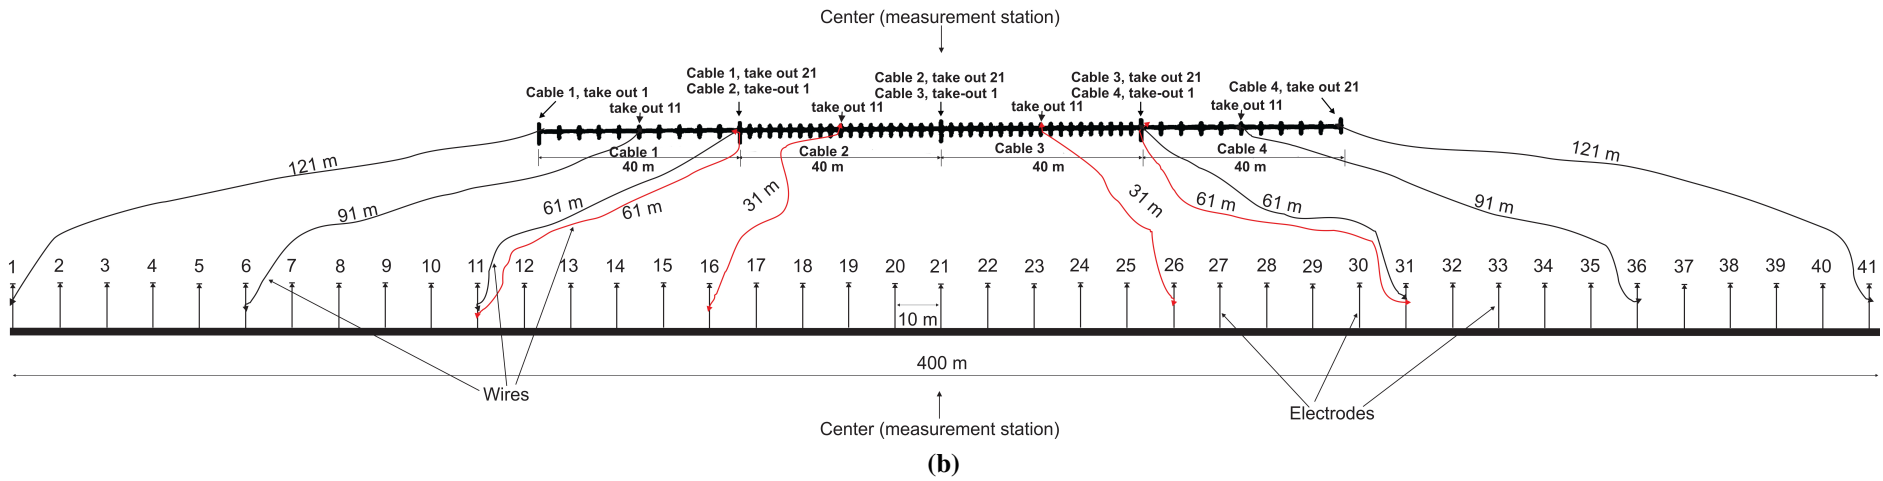 Center (measurement station)
Cable 1, take out 1
take out 11
Cable 1, take out 21
Cable 2, take-out 1
take out 11
Cable 2, take out 21
Cable 3, take-out 1
take out 11
Cable 3, take out 21
Cable 4, take-out 1
take out 11
Cable 4, take out 21
Cable 1
40 m
Cable 2
40 m
Cable 3
40 m
Cable 4
40 m
121 m
91 m
61 m
61 m
31 m
31 m
61 m
61 m
91 m
121 m
1 2 3 4 5 6 7 8 9 10 11 12 13 14 15 16 17 18 19 20 21 22 23 24 25 26 27 28 29 30 31 32 33 34 35 36 37 38 39 40 41
10 m
400 m
Wires
Electrodes
Center (measurement station)
(b)